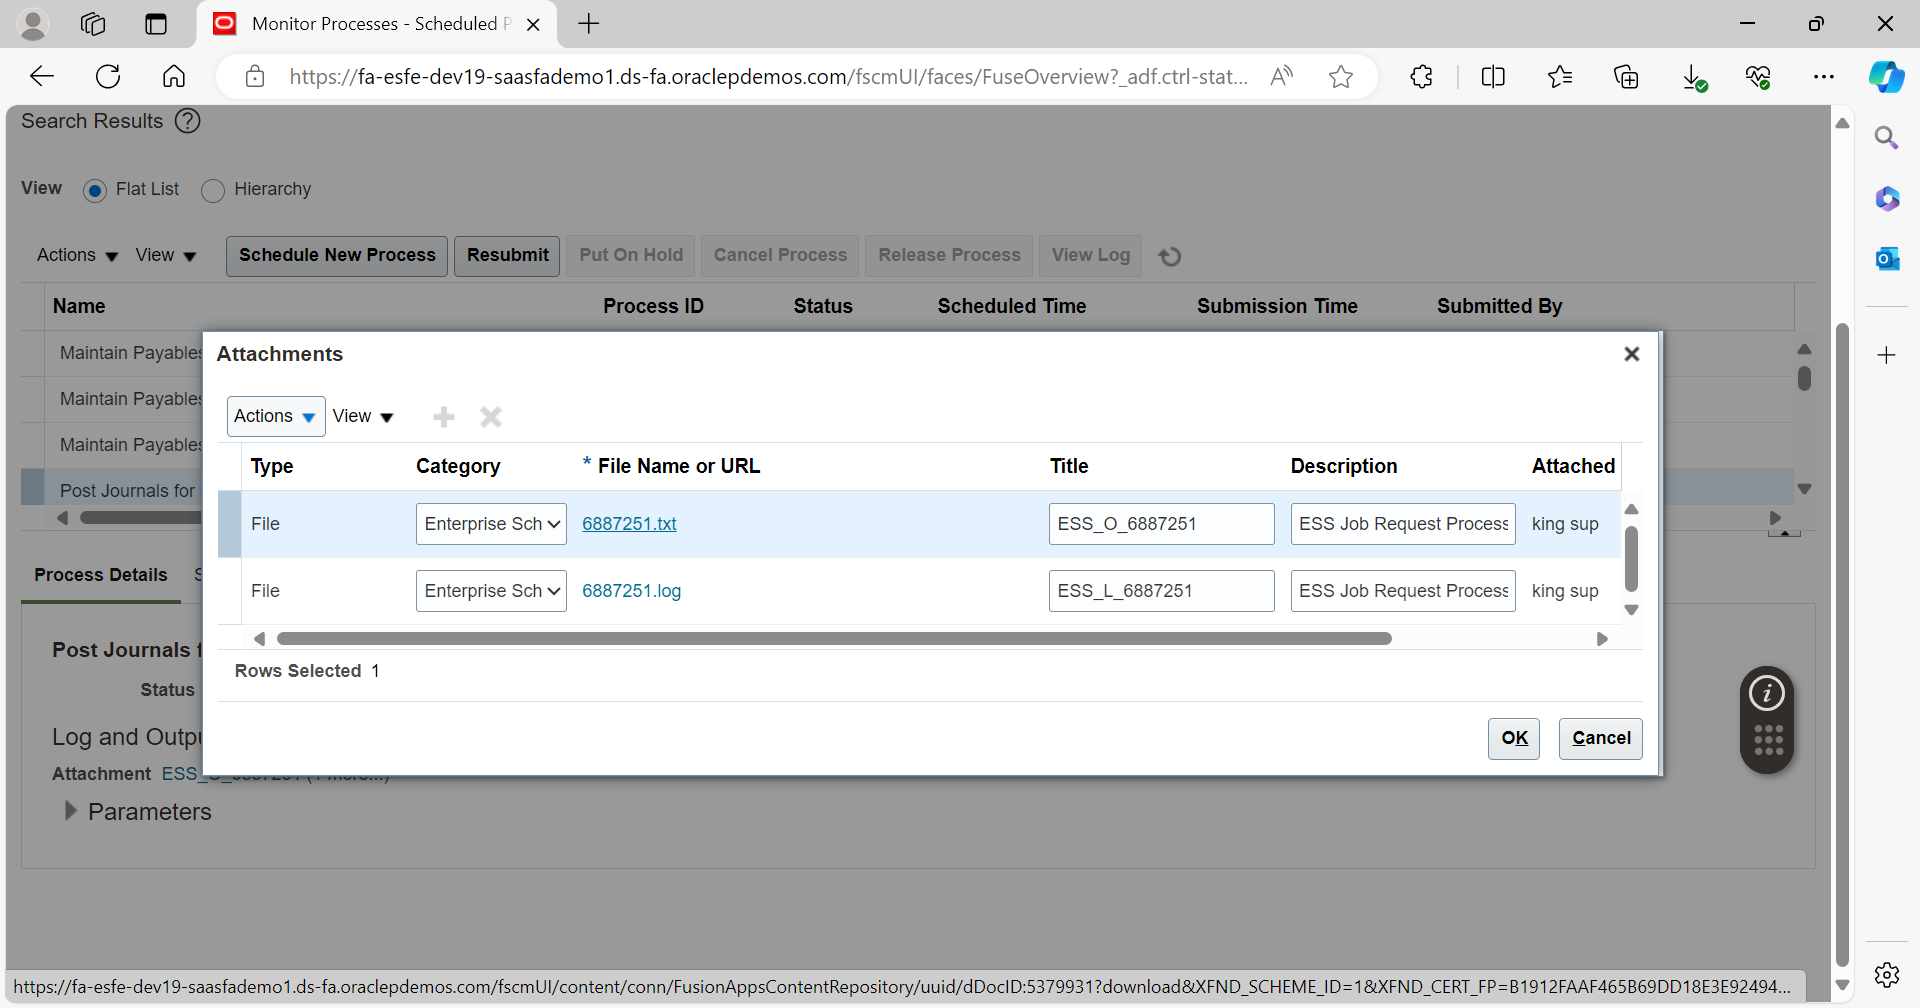 Monitor Processes - Scheduled P
https://fa-esfe-dev19-saasfademo1.ds-fa.oraclepdemos.com/fscmUI/faces/FuseOverview?_adf.ctrl-stat...
Search Results ?
View Flat List Hierarchy
Actions View Schedule New Process Resubmit Put On Hold Cancel Process Release Process View Log
Name Process ID Status Scheduled Time Submission Time Submitted By
Maintain Payables
Maintain Payables
Maintain Payables
Post Journals for
Attachments
Actions View
Type Category * File Name or URL Title Description Attached
File Enterprise Sch 6887251.txt ESS_O_6887251 ESS Job Request Process king sup
File Enterprise Sch 6887251.log ESS_L_6887251 ESS Job Request Process king sup
Rows Selected 1
OK Cancel
Process Details S
Post Journals f
Status
Log and Outpu
Attachment ESS_O_6887251 (1 more...)
Parameters
https://fa-esfe-dev19-saasfademo1.ds-fa.oraclepdemos.com/fscmUI/content/conn/FusionAppsContentRepository/uuid/dDocID:5379931?download&XFND_SCHEME_ID=1&XFND_CERT_FP=B1912FAAF465B69DD18E3E92494...